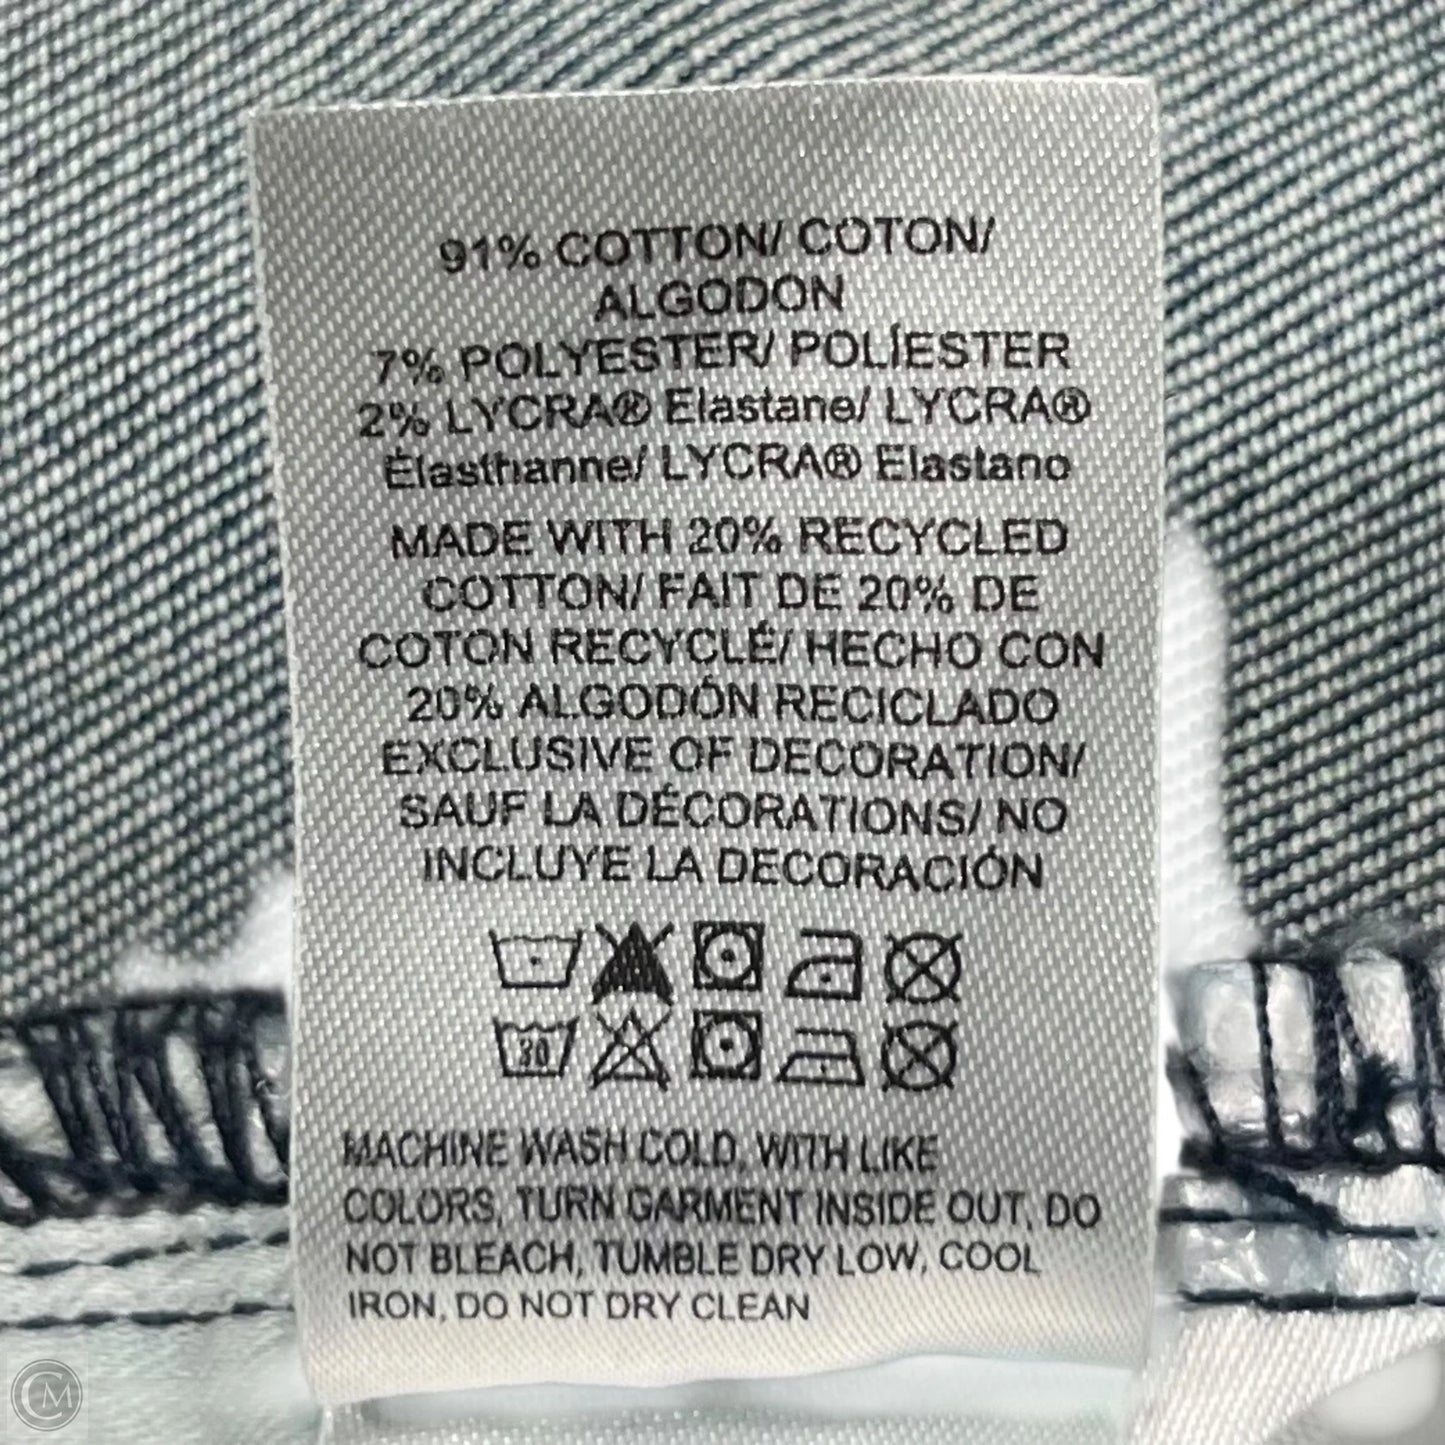 91% COTTON/ COTON/
ALGODON
7% POLYESTER/ POLÍESTER
2% LYCRA® Elastane/ LYCRA®
Élasthanne/ LYCRA® Elastano
MADE WITH 20% RECYCLED
COTTON/ FAIT DE 20% DE
COTON RECYCLÉ/ HECHO CON
20% ALGODÓN RECICLADO
EXCLUSIVE OF DECORATION/
SAUF LA DÉCORATIONS/ NO
INCLUYE LA DECORACIÓN
30
MACHINE WASH COLD, WITH LIKE
COLORS, TURN GARMENT INSIDE OUT, DO
NOT BLEACH, TUMBLE DRY LOW, COOL
IRON, DO NOT DRY CLEAN
CM